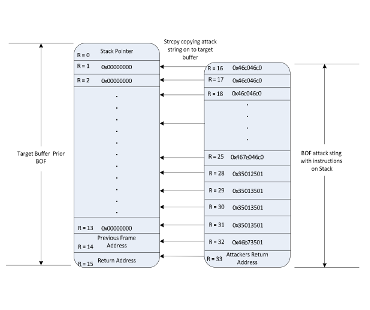 Stack Pointer
R = 0
R = 1 0x00000000
R = 2 0x00000000
R = 13 0x00000000
Previous Frame
R = 14 Address
Return Address
R = 15
Target Buffer Prior
BOF
Strcpy copying attack
string on to target
buffer
R = 16 0x46c046c0
R = 17 0x46c046c0
R = 18 0x46c046c0
R = 25 0x467e46c0
R = 28 0x35012501
R = 29 0x35013501
R = 30 0x35013501
R = 31 0x35013501
R = 32 0x46b73501
Attackers Return
R = 33 Address
BOF attack sting
with instructions
on Stack